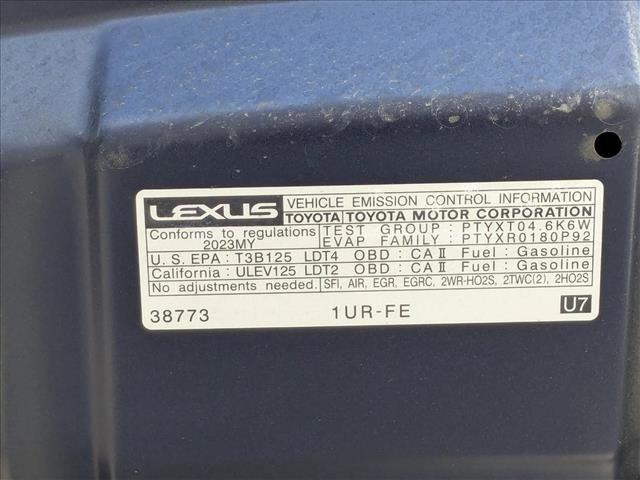 LEXUS VEHICLE EMISSION CONTROL INFORMATION
TOYOTA TOYOTA MOTOR CORPORATION
Conforms to regulations TEST GROUP : PTYXT04.6K6W
2023MY EVAP FAMILY : PTYXR0180P92
U.S. EPA : T3B125 LDT4 OBD : CA II Fuel : Gasoline
California : ULEV125 LDT2 OBD : CA II Fuel : Gasoline
No adjustments needed. SFI, AIR, EGR, EGRC, 2WR-HO2S, 2TWC(2), 2HO2S
38773 1UR-FE U7